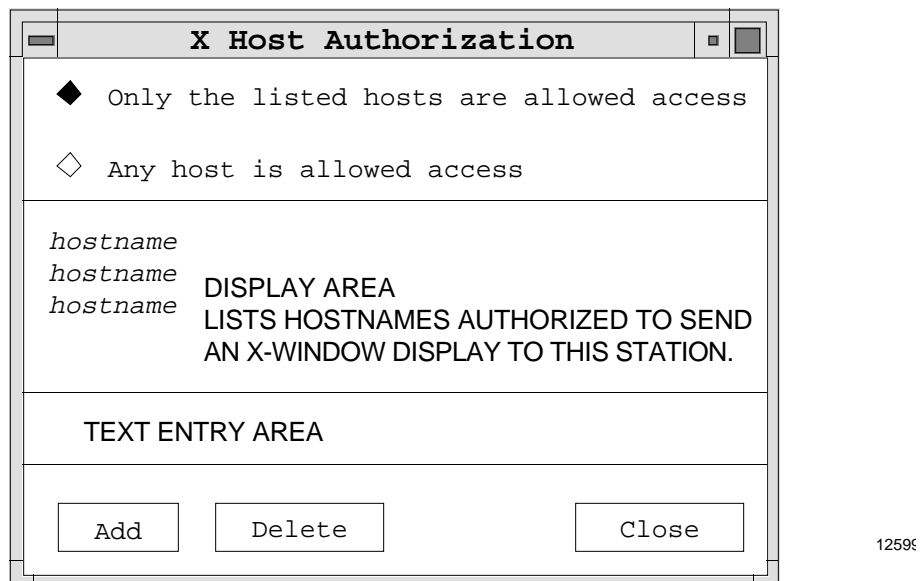 X Host Authorization
Only the listed hosts are allowed access
Any host is allowed access
hostname
hostname
hostname
DISPLAY AREA
LISTS HOSTNAMES AUTHORIZED TO SEND
AN X-WINDOW DISPLAY TO THIS STATION.
TEXT ENTRY AREA
Add Delete Close
12599